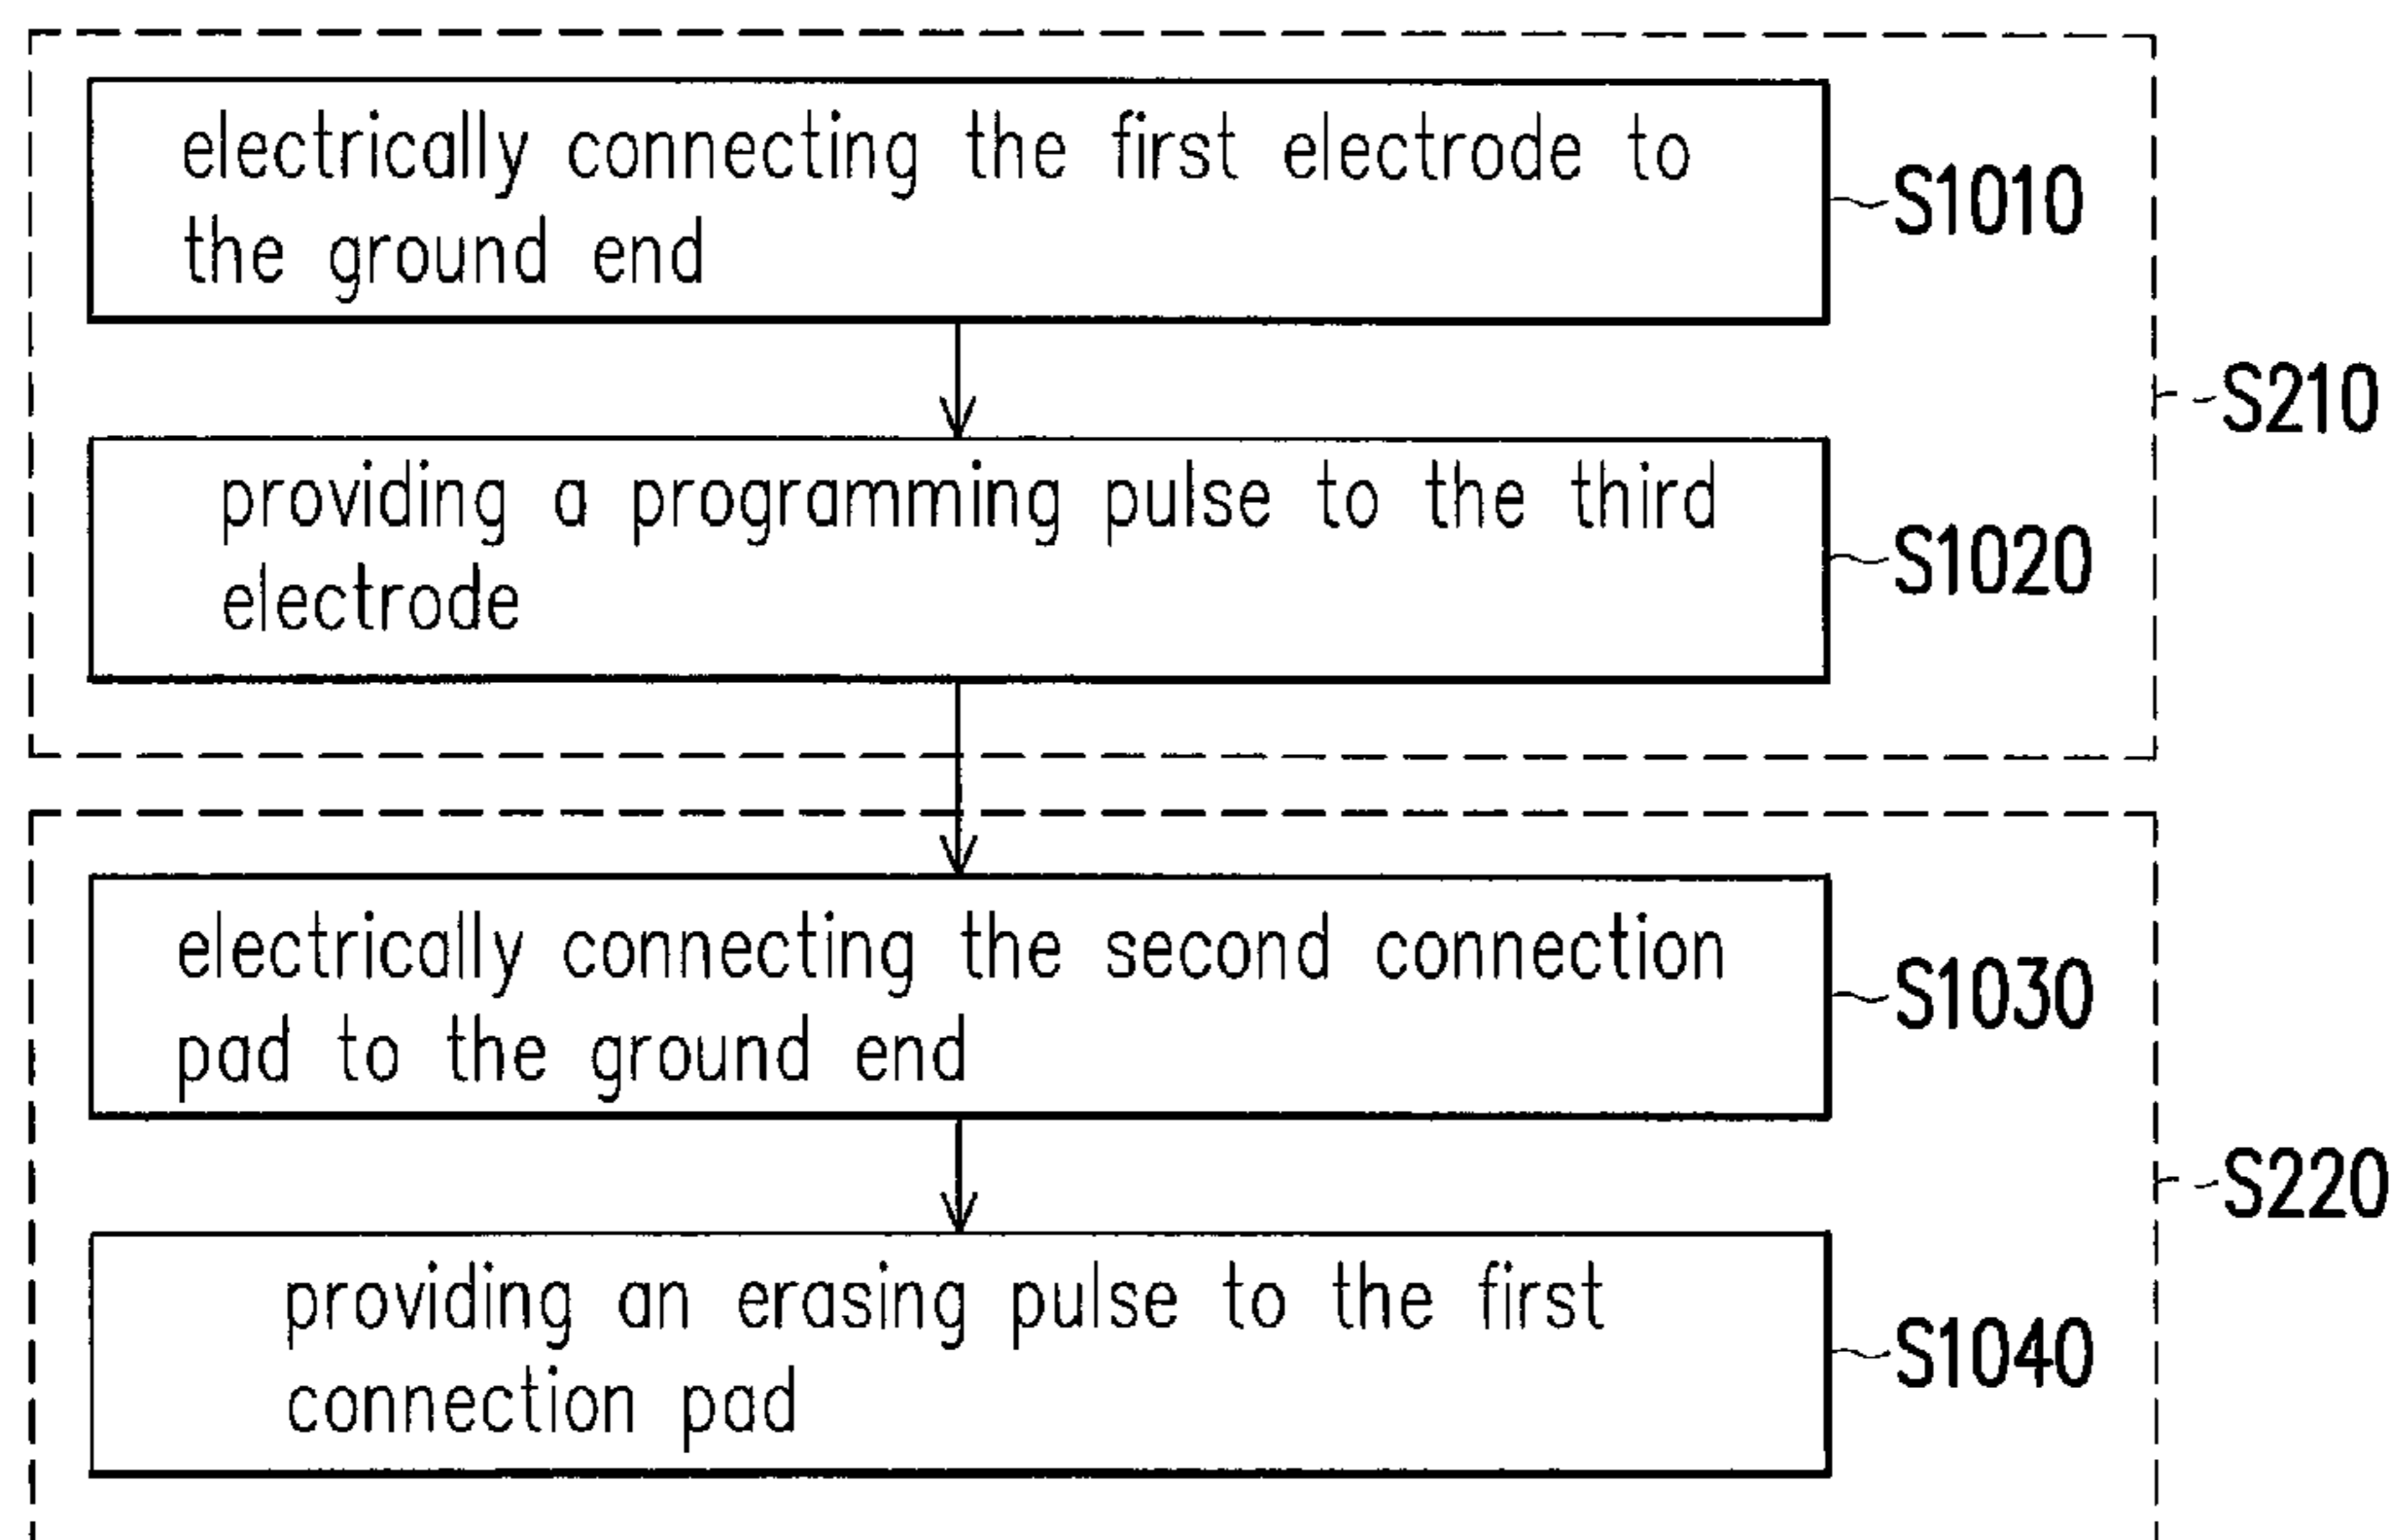 electrically connecting the first electrode to
the ground end
S1010
S210
providing a programming pulse to the third
electrode
S1020
electrically connecting the second connection
pad to the ground end
S1030
S220
providing an erasing pulse to the first
connection pad
S1040